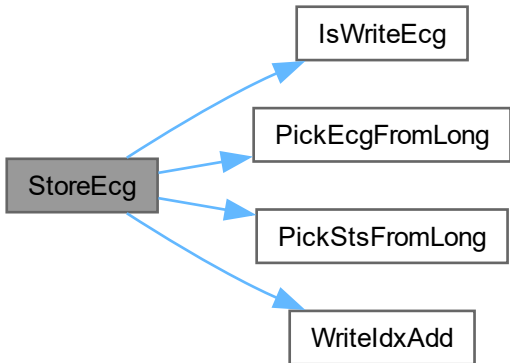 IsWriteEcg
PickEcgFromLong
StoreEcg
PickStsFromLong
WriteIdxAdd